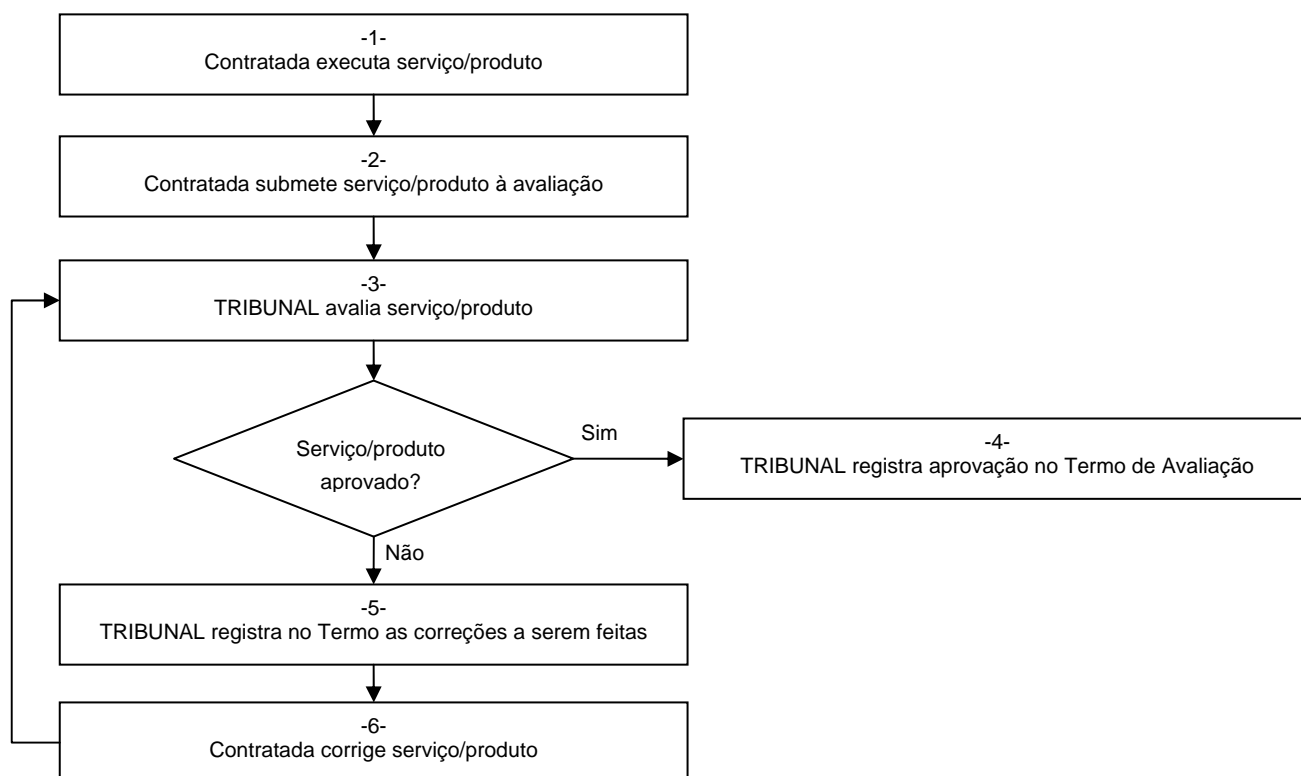 -1-
Contratada executa serviço/produto
-2-
Contratada submete serviço/produto à avaliação
-3-
TRIBUNAL avalia serviço/produto
Serviço/produto
aprovado?
Sim
-4-
TRIBUNAL registra aprovação no Termo de Avaliação
Não
-5-
TRIBUNAL registra no Termo as correções a serem feitas
-6-
Contratada corrige serviço/produto